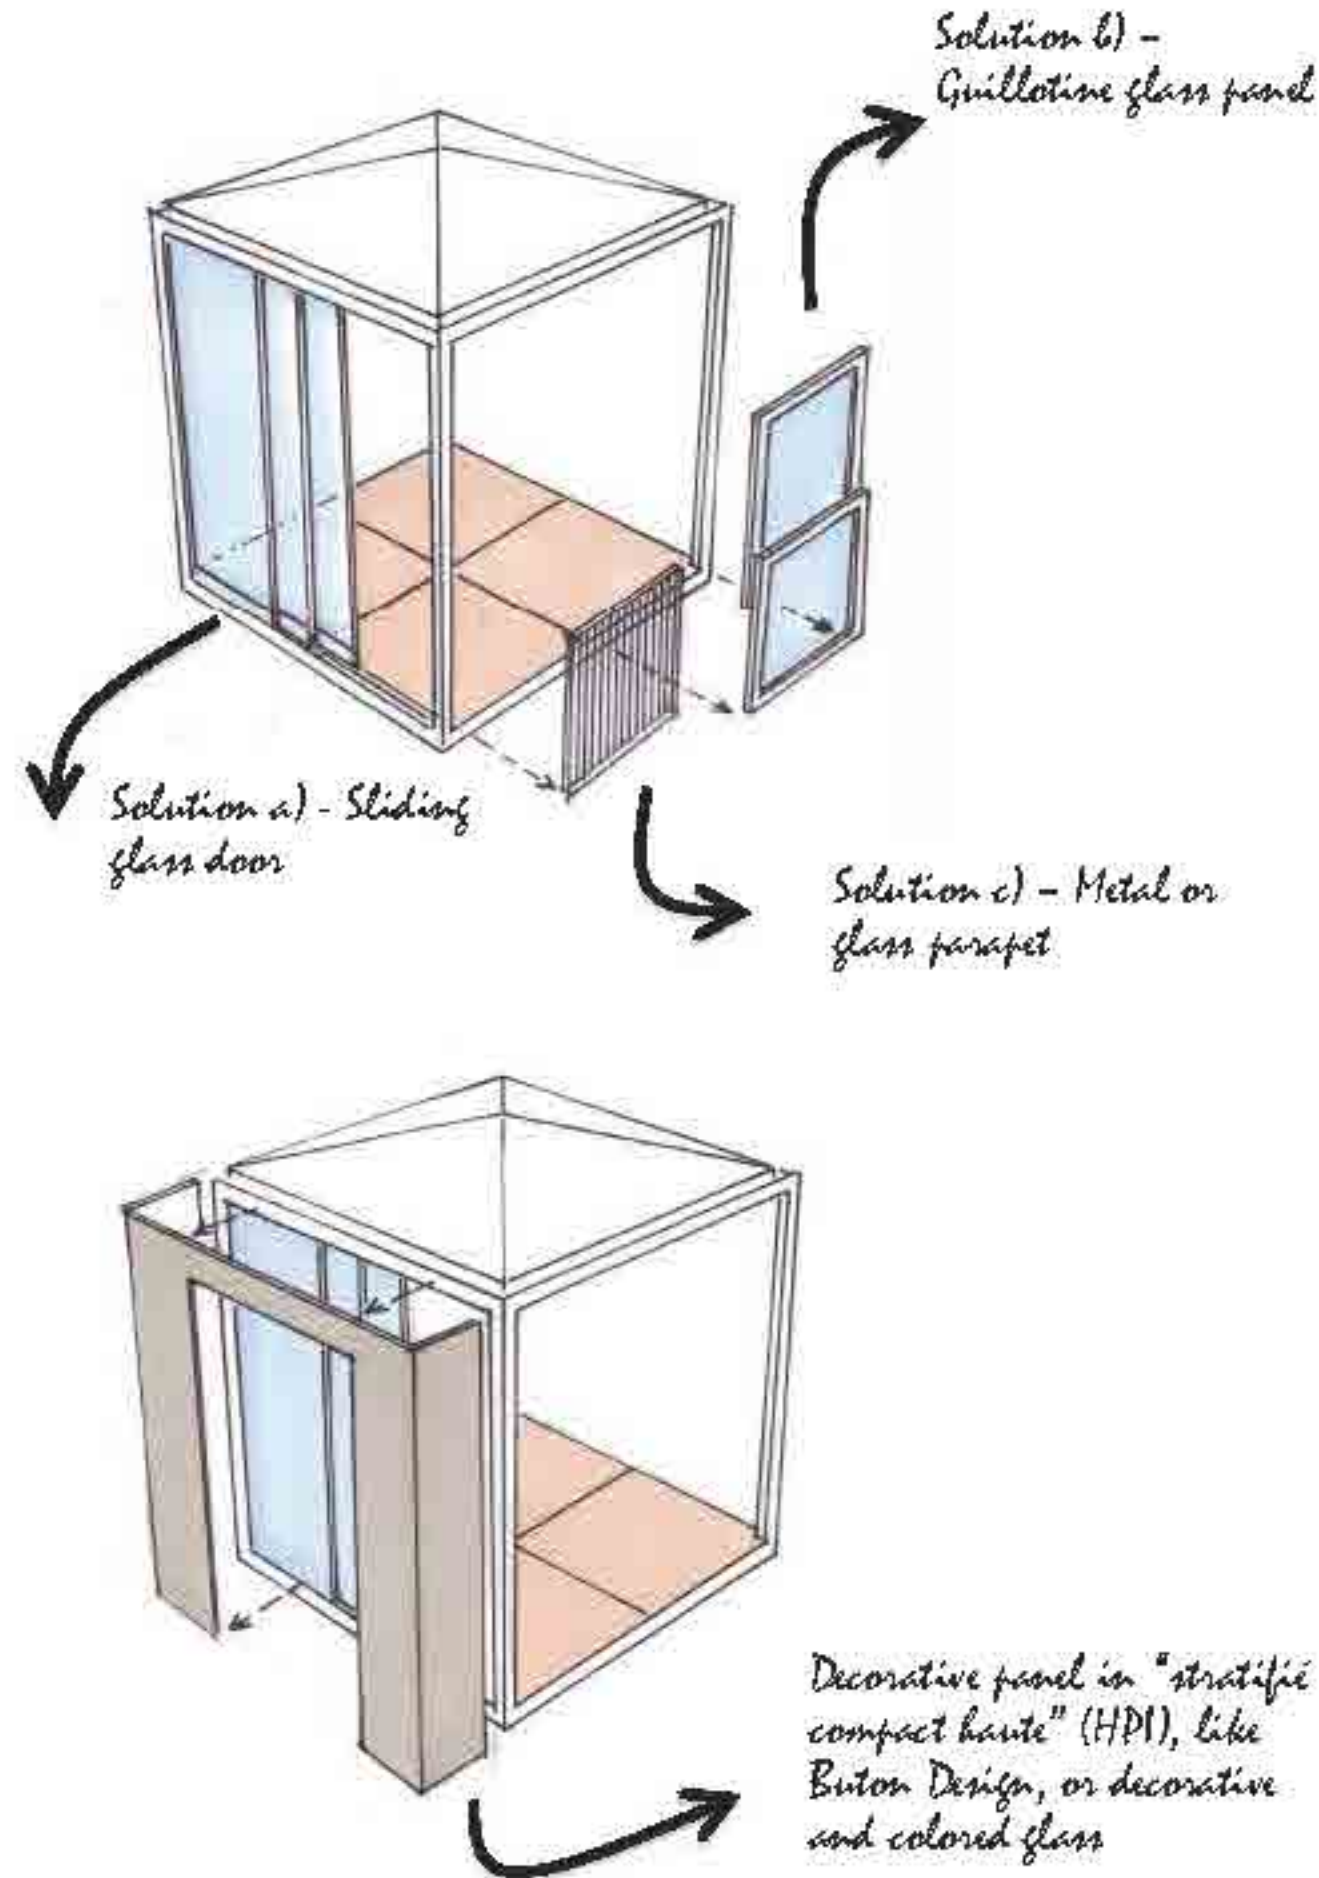 Solution b) –
Guillotine glass panel
Solution a) - Sliding
glass door
Solution c) – Metal or
glass parapet
Decorative panel in "stratifié
compact haute" (HPl), like
Buton Design, or decorative
and colored glass